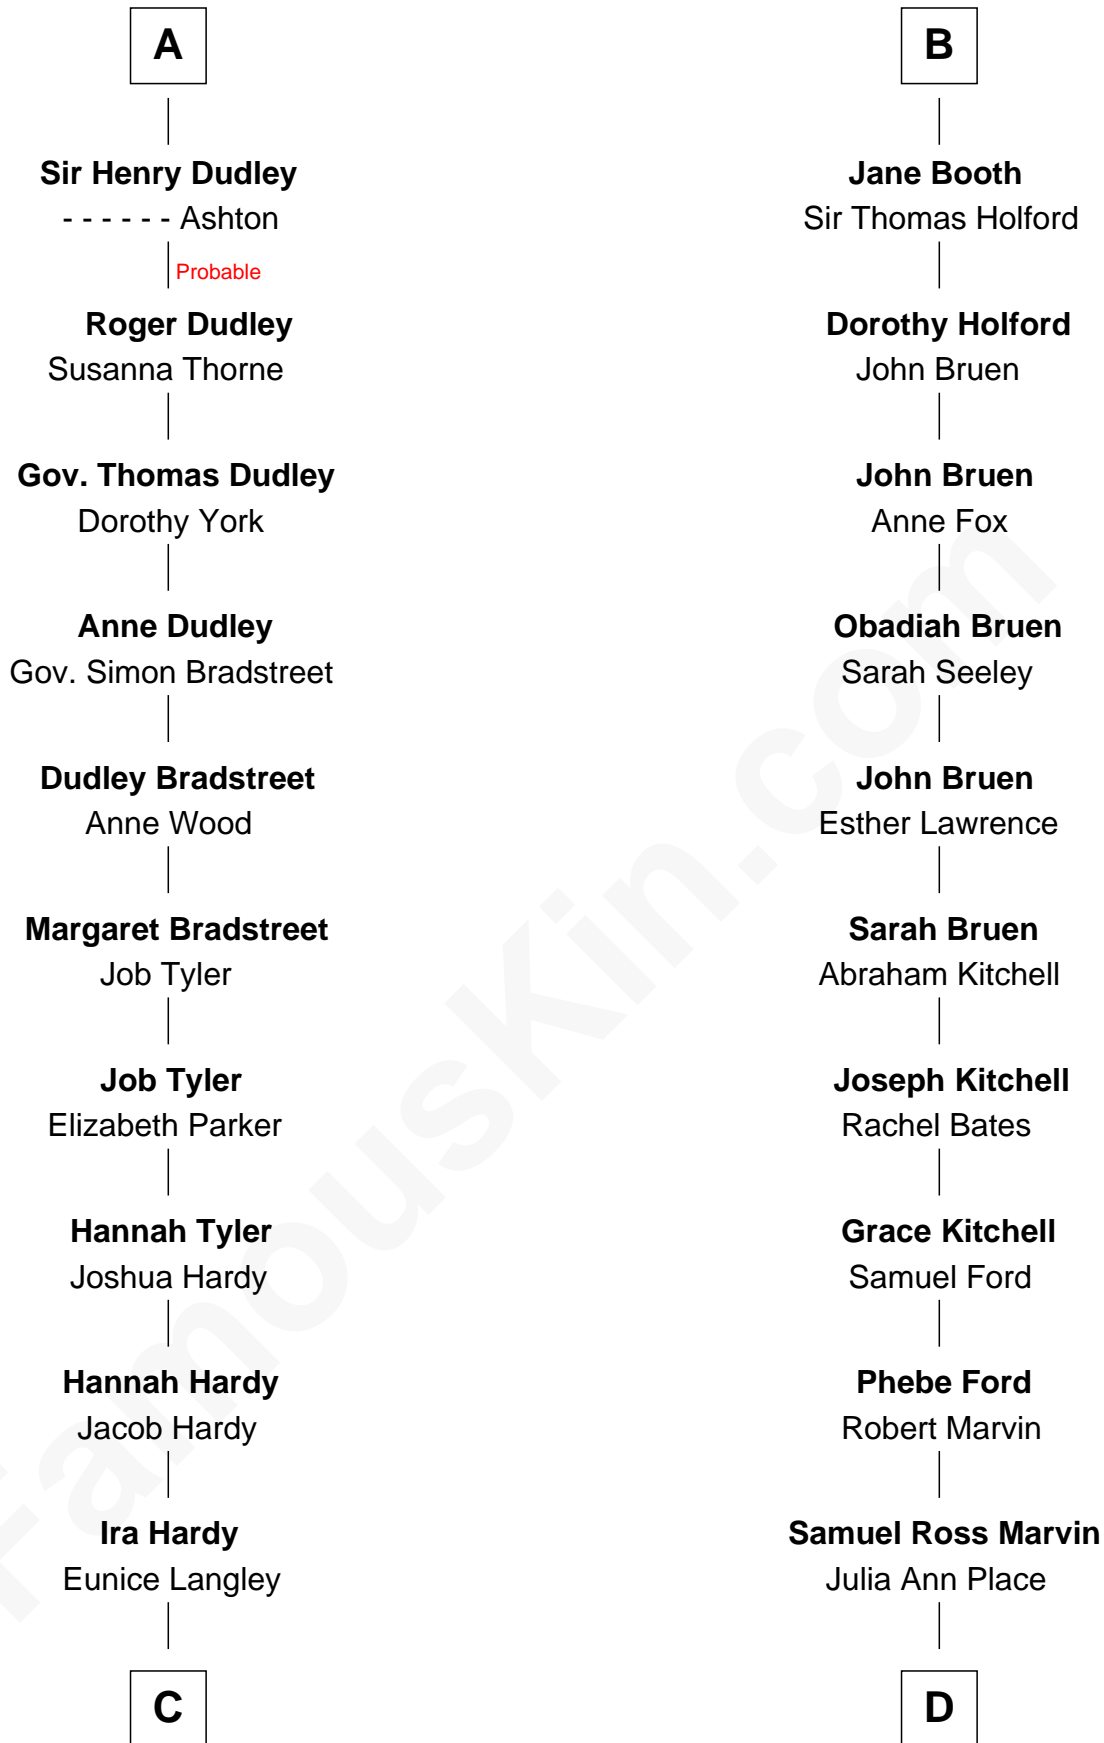 A
Sir Henry Dudley
- - - - - - Ashton
Probable
Roger Dudley
Susanna Thorne
Gov. Thomas Dudley
Dorothy York
Anne Dudley
Gov. Simon Bradstreet
Dudley Bradstreet
Anne Wood
Margaret Bradstreet
Job Tyler
Job Tyler
Elizabeth Parker
Hannah Tyler
Joshua Hardy
Hannah Hardy
Jacob Hardy
Ira Hardy
Eunice Langley
C
B
Jane Booth
Sir Thomas Holford
Dorothy Holford
John Bruen
John Bruen
Anne Fox
Obadiah Bruen
Sarah Seeley
John Bruen
Esther Lawrence
Sarah Bruen
Abraham Kitchell
Joseph Kitchell
Rachel Bates
Grace Kitchell
Samuel Ford
Phebe Ford
Robert Marvin
Samuel Ross Marvin
Julia Ann Place
D
FamousKin.com